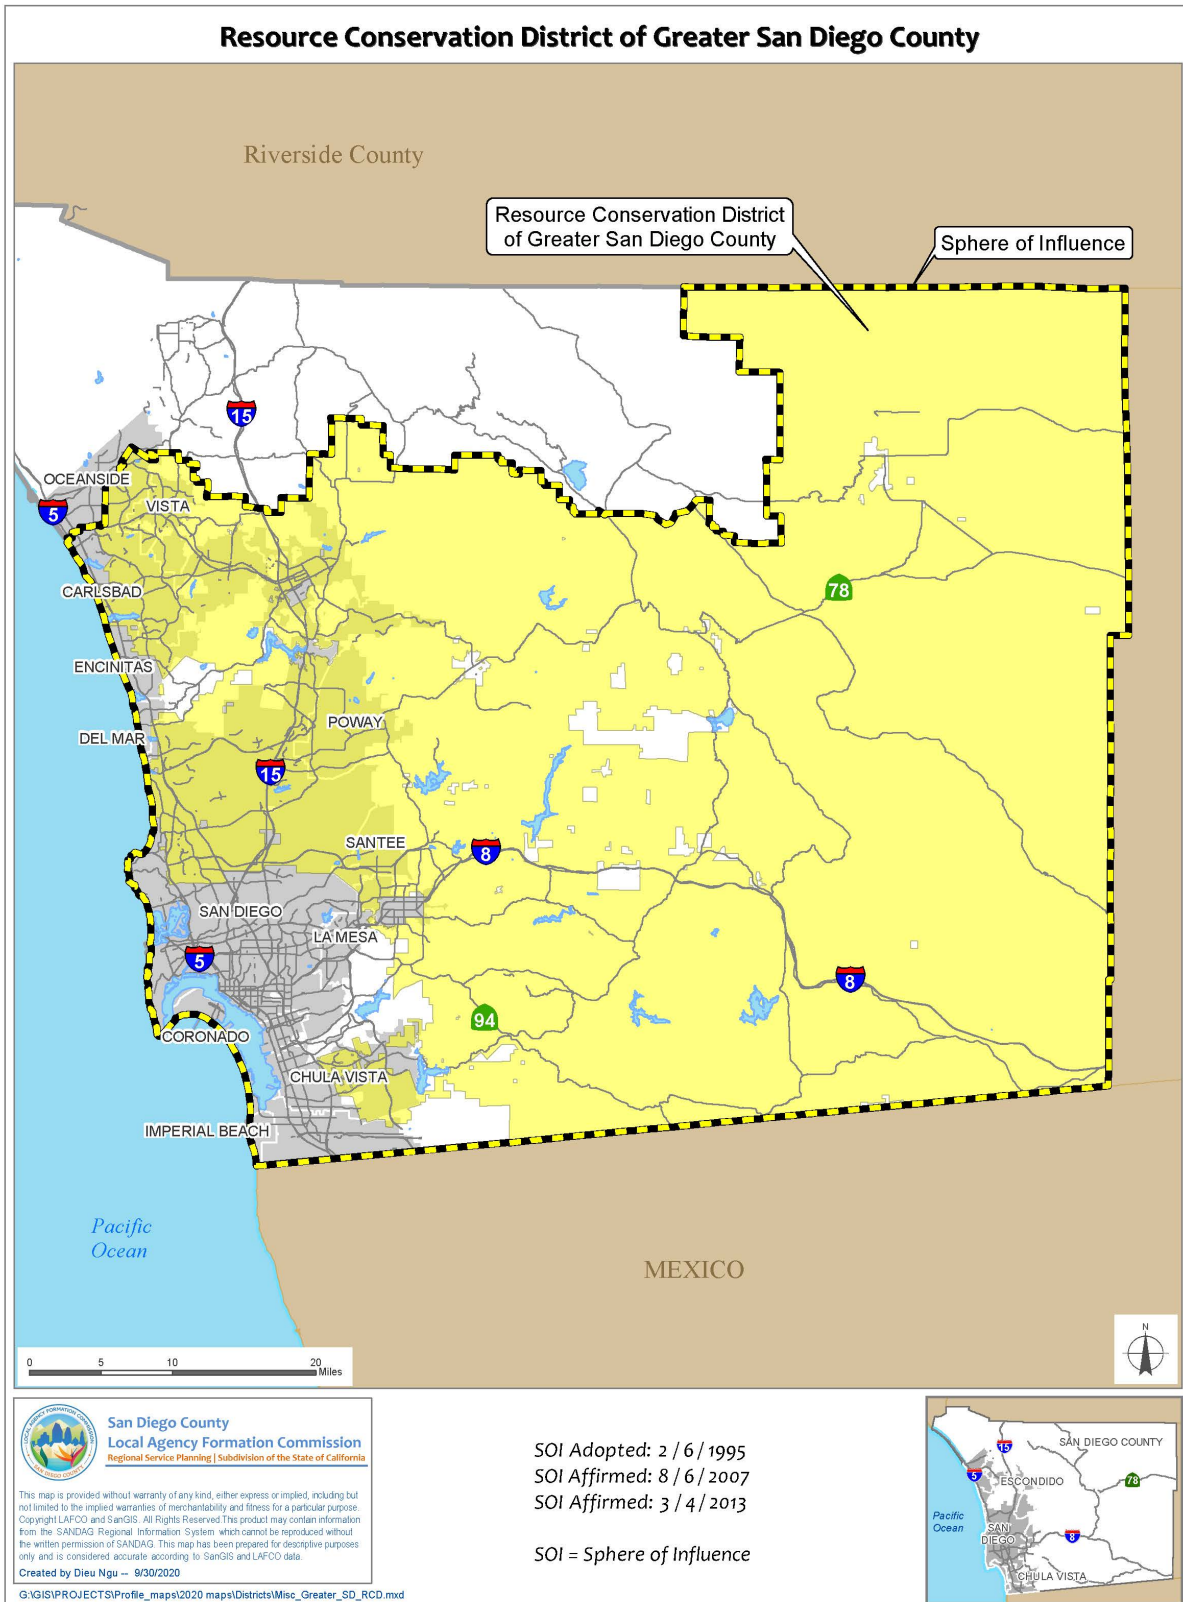 Resource Conservation District of Greater San Diego County
Riverside County
Resource Conservation District
of Greater San Diego County
Sphere of Influence
15
OCEANSIDE
5
VISTA
78
CARLSBAD
ENCINITAS
POWAY
DEL MAR
15
SANTEE
8
SAN DIEGO
LA MESA
5
8
94
CORONADO
CHULA VISTA
IMPERIAL BEACH
Pacific
Ocean
MEXICO
N
0 5 10 20
Miles
LOCAL AGENCY FORMATION COMMISSION
SAN DIEGO COUNTY
San Diego County
Local Agency Formation Commission
Regional Service Planning | Subdivision of the State of California
This map is provided without warranty of any kind, either express or implied, including but
not limited to the implied warranties of merchantability and fitness for a particular purpose.
Copyright LAFCO and SanGIS. All Rights Reserved.This product may contain information
from the SANDAG Regional Information System which cannot be reproduced without
the written permission of SANDAG. This map has been prepared for descriptive purposes
only and is considered accurate according to SanGIS and LAFCO data.
Created by Dieu Ngu -- 9/30/2020
G:\GIS\PROJECTS\Profile_maps\2020 maps\Districts\Misc_Greater_SD_RCD.mxd
SOI Adopted: 2 / 6 / 1995
SOI Affirmed: 8 / 6 / 2007
SOI Affirmed: 3 / 4 / 2013
SOI = Sphere of Influence
15
SAN DIEGO COUNTY
5
ESCONDIDO
78
Pacific
Ocean
SAN
DIEGO
8
CHULA VISTA